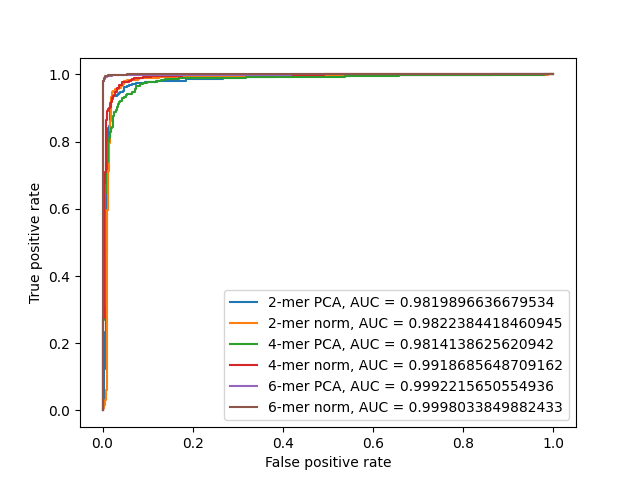 1.0
0.8
0.6
0.4
0.2
0.0
True positive rate
2-mer PCA, AUC = 0.9819896636679534
2-mer norm, AUC = 0.9822384418460945
4-mer PCA, AUC = 0.9814138625620942
4-mer norm, AUC = 0.9918685648709162
6-mer PCA, AUC = 0.9992215650554936
6-mer norm, AUC = 0.9998033849882433
0.0 0.2 0.4 0.6 0.8 1.0
False positive rate